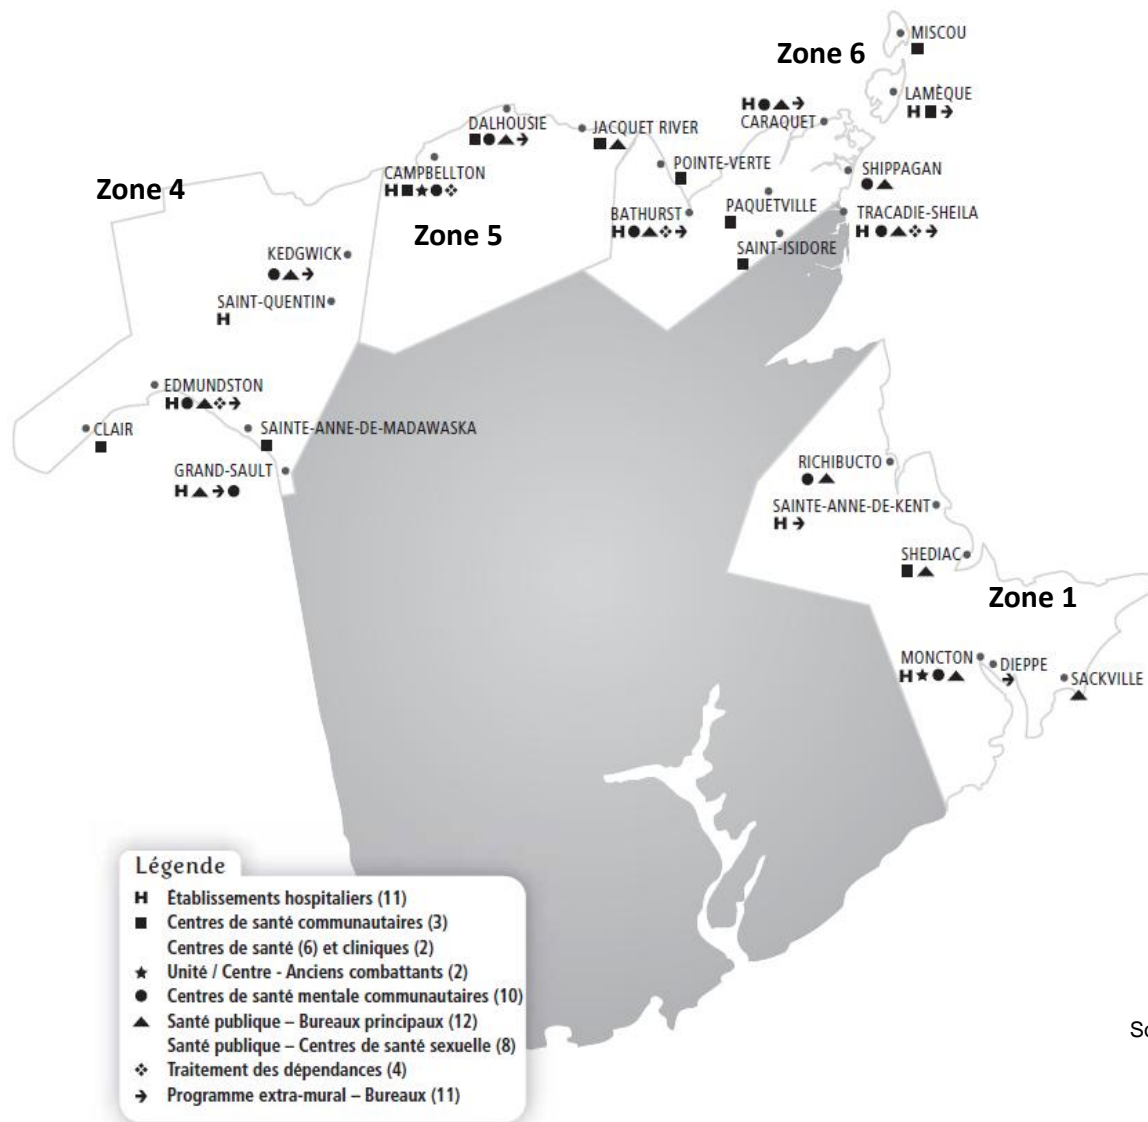 Zone 6
MISCOU
LAMÈQUE
H
H
CARAQUET
DALHOUSIE
JACQUET RIVER
POINTE-VERTE
SHIPPAGAN
CAMPBELLTON
H
Zone 4
Zone 5
BATHURST
H
PAQUETVILLE
TRACADIE-SHEILA
H
SAINT-ISIDORE
KEDGWICK
SAINT-QUENTIN
H
EDMUNDSTON
H
CLAIR
SAINTE-ANNE-DE-MADAWASKA
GRAND-SAULT
H
RICHIBUCTO
SAINTE-ANNE-DE-KENT
H
SHEDIAC
Zone 1
MONCTON
H
DIEPPE
SACKVILLE
Légende
H Établissements hospitaliers (11)
Centres de santé communautaires (3)
Centres de santé (6) et cliniques (2)
Unité / Centre - Anciens combattants (2)
Centres de santé mentale communautaires (10)
Santé publique – Bureaux principaux (12)
Santé publique – Centres de santé sexuelle (8)
Traitement des dépendances (4)
Programme extra-mural – Bureaux (11)